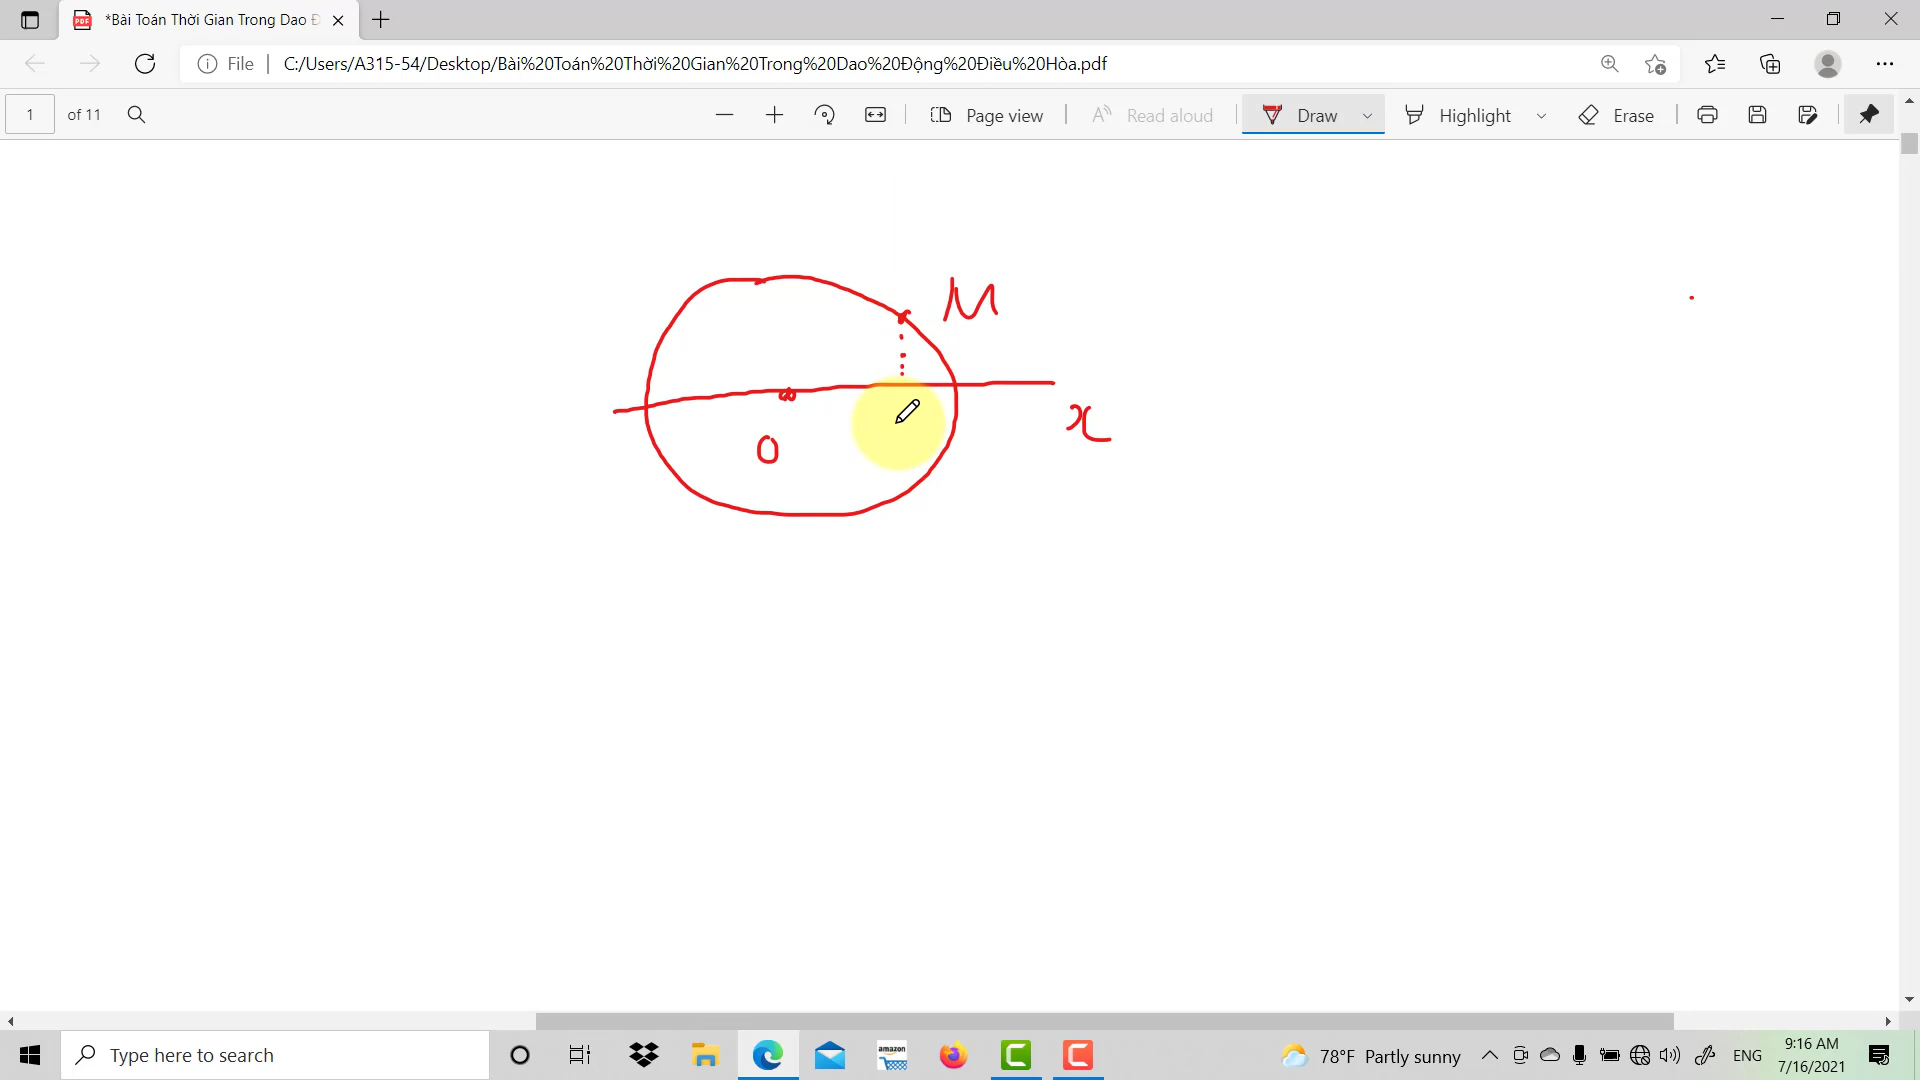 *Bài Toán Thời Gian Trong Dao Đ
File
C:/Users/A315-54/Desktop/Bài%20Toán%20Thời%20Gian%20Trong%20Dao%20Động%20Điều%20Hòa.pdf
1 of 11
Page view
Read aloud
Draw
Highlight
Erase
M
x
O
Type here to search
amazon
78°F Partly sunny
ENG
9:16 AM
7/16/2021